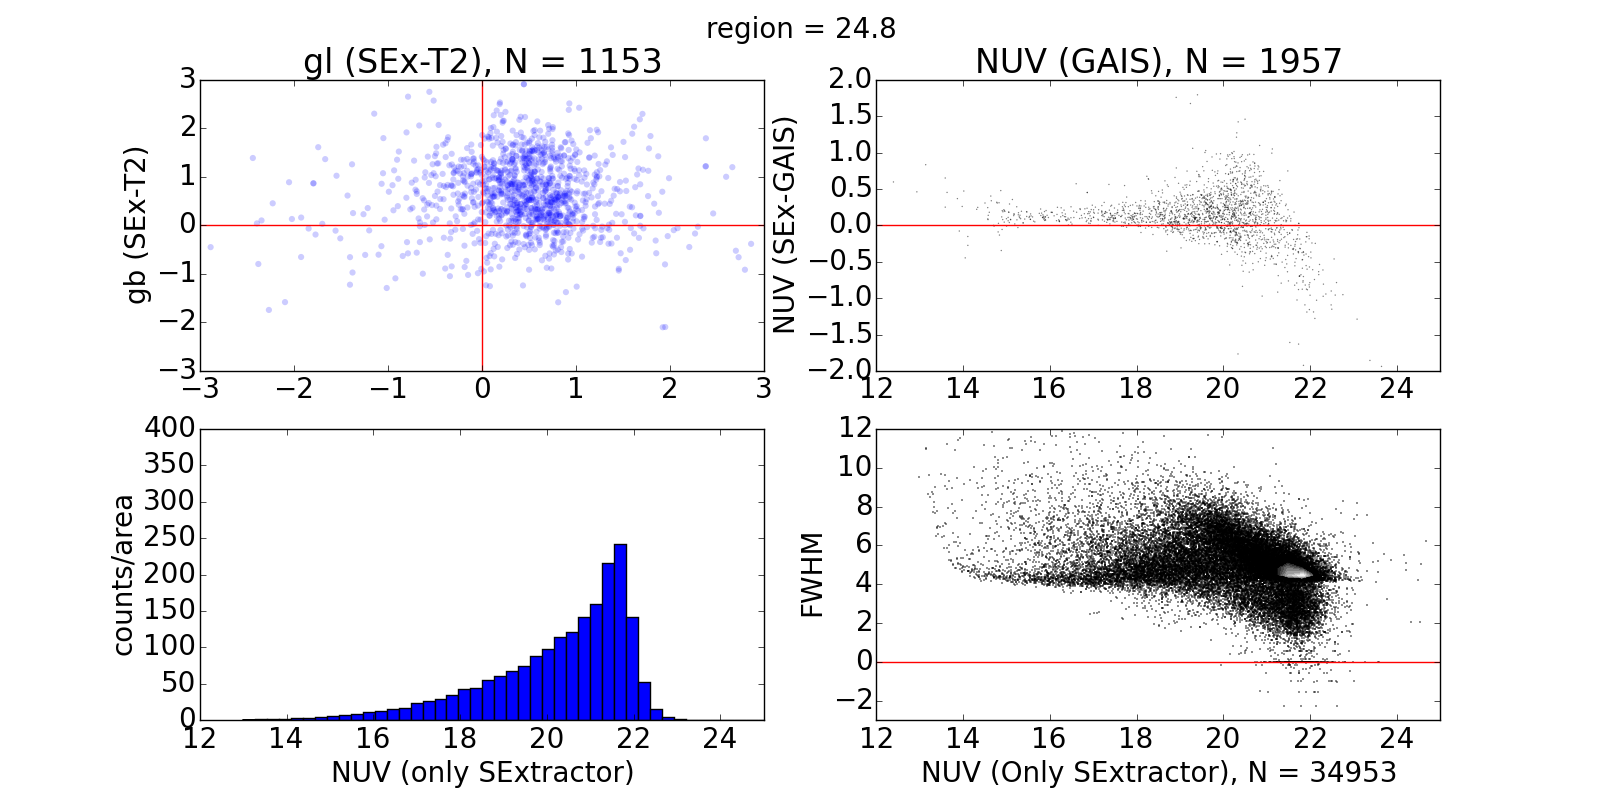 region = 24.8
gl (SEx-T2), N = 1153
NUV (GAIS), N = 1957
3
2
1
0
−1
−2
−3
gb (SEx-T2)
−3 −2 −1 0 1 2 3
2.0
1.5
1.0
0.5
0.0
−0.5
−1.0
−1.5
−2.0
NUV (SEx-GAIS)
12 14 16 18 20 22 24
400
350
300
250
200
150
100
50
0
counts/area
12 14 16 18 20 22 24
NUV (only SExtractor)
12
10
8
6
4
2
0
−2
FWHM
12 14 16 18 20 22 24
NUV (Only SExtractor), N = 34953